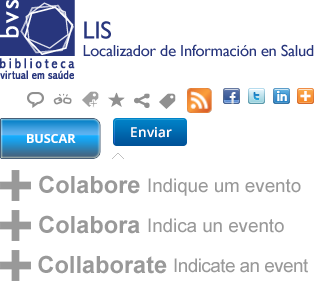 bvs
LIS
Localizador de Información en Salud
biblioteca
virtual em saúde
BUSCAR
Enviar
Colabore Indique um evento
Colabora Indica un evento
Collaborate Indicate an event